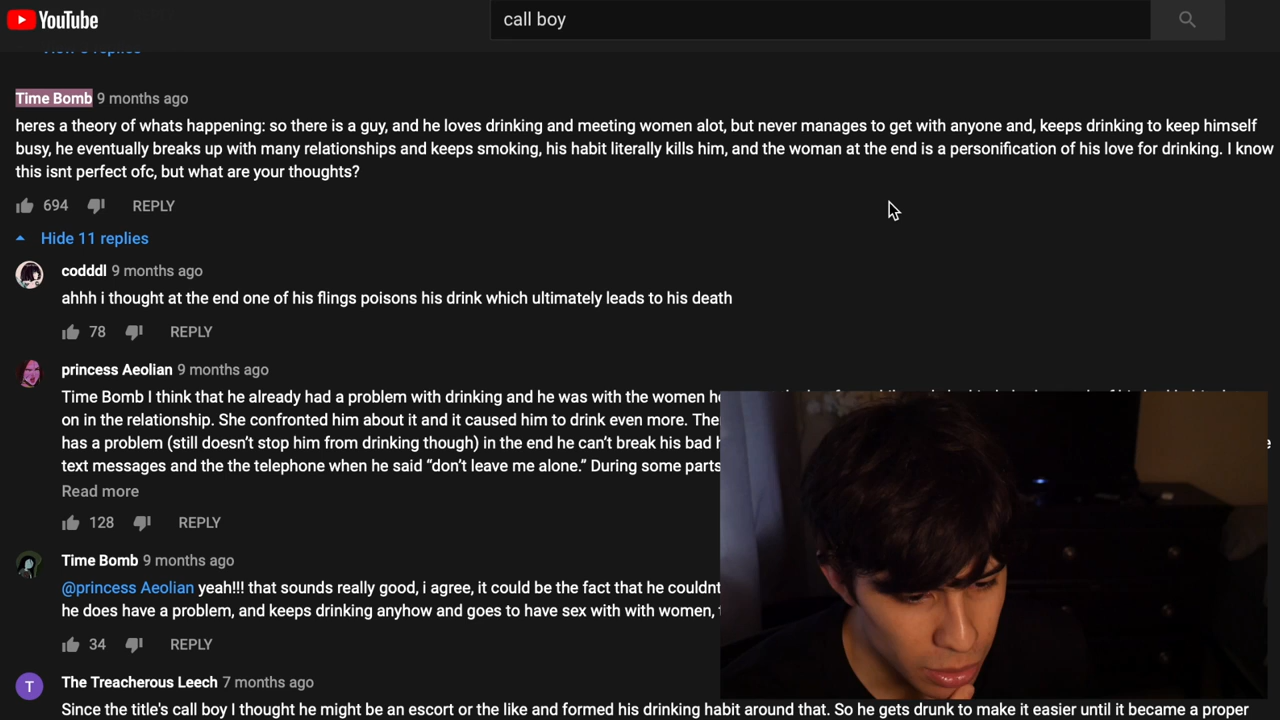 YouTube
call boy
Time Bomb 9 months ago
heres a theory of whats happening: so there is a guy, and he loves drinking and meeting women alot, but never manages to get with anyone and, keeps drinking to keep himself
busy, he eventually breaks up with many relationships and keeps smoking, his habit literally kills him, and the woman at the end is a personification of his love for drinking. I know
this isnt perfect ofc, but what are your thoughts?
694 REPLY
Hide 11 replies
codddl 9 months ago
ahhh i thought at the end one of his flings poisons his drink which ultimately leads to his death
78 REPLY
princess Aeolian 9 months ago
Time Bomb I think that he already had a problem with drinking and he was with the women
on in the relationship. She confronted him about it and it caused him to drink even more.
has a problem (still doesn't stop him from drinking though) in the end he can't break his bad
text messages and the the telephone when he said "don't leave me alone." During some parts
Read more
128 REPLY
Time Bomb 9 months ago
@princess Aeolian yeah!!! that sounds really good, i agree, it could be the fact that he couldnt
he does have a problem, and keeps drinking anyhow and goes to have sex with with women,
34 REPLY
T
The Treacherous Leech 7 months ago
Since the title's call boy I thought he might be an escort or the like and formed his drinking habit around that. So he gets drunk to make it easier until it became a proper